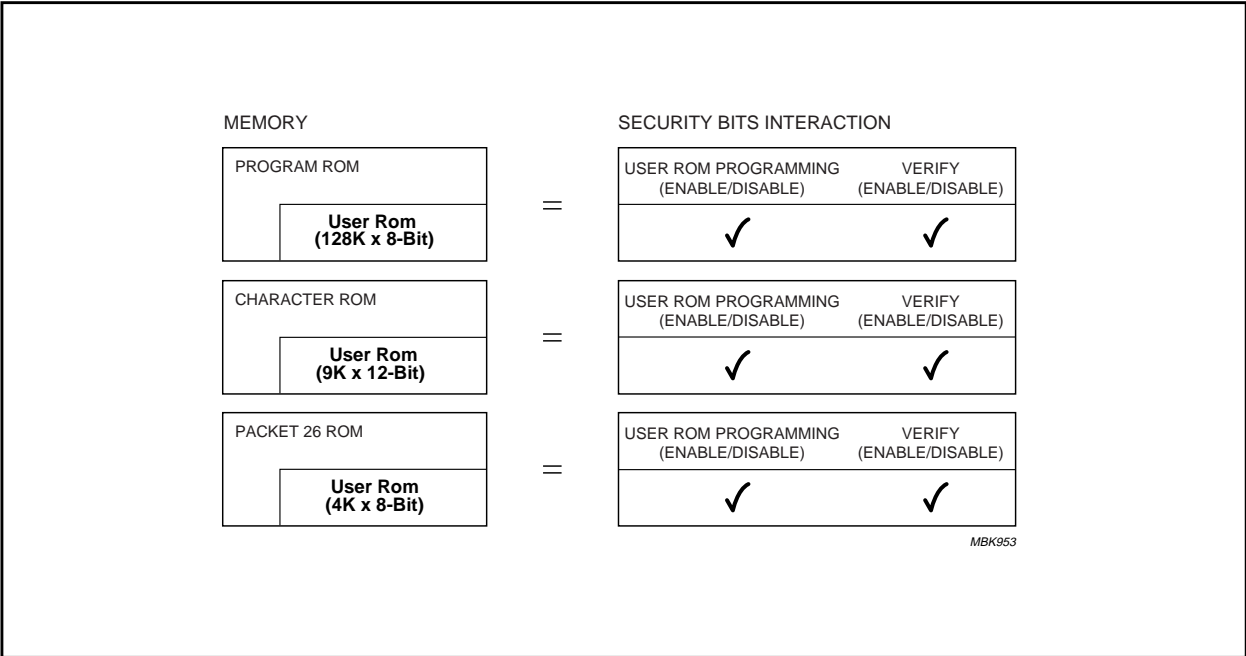 MEMORY
SECURITY BITS INTERACTION
PROGRAM ROM
User Rom
(128K x 8-Bit)
=
USER ROM PROGRAMMING
(ENABLE/DISABLE)
VERIFY
(ENABLE/DISABLE)
✓ ✓
CHARACTER ROM
User Rom
(9K x 12-Bit)
=
USER ROM PROGRAMMING
(ENABLE/DISABLE)
VERIFY
(ENABLE/DISABLE)
✓ ✓
PACKET 26 ROM
User Rom
(4K x 8-Bit)
=
USER ROM PROGRAMMING
(ENABLE/DISABLE)
VERIFY
(ENABLE/DISABLE)
✓ ✓
MBK953